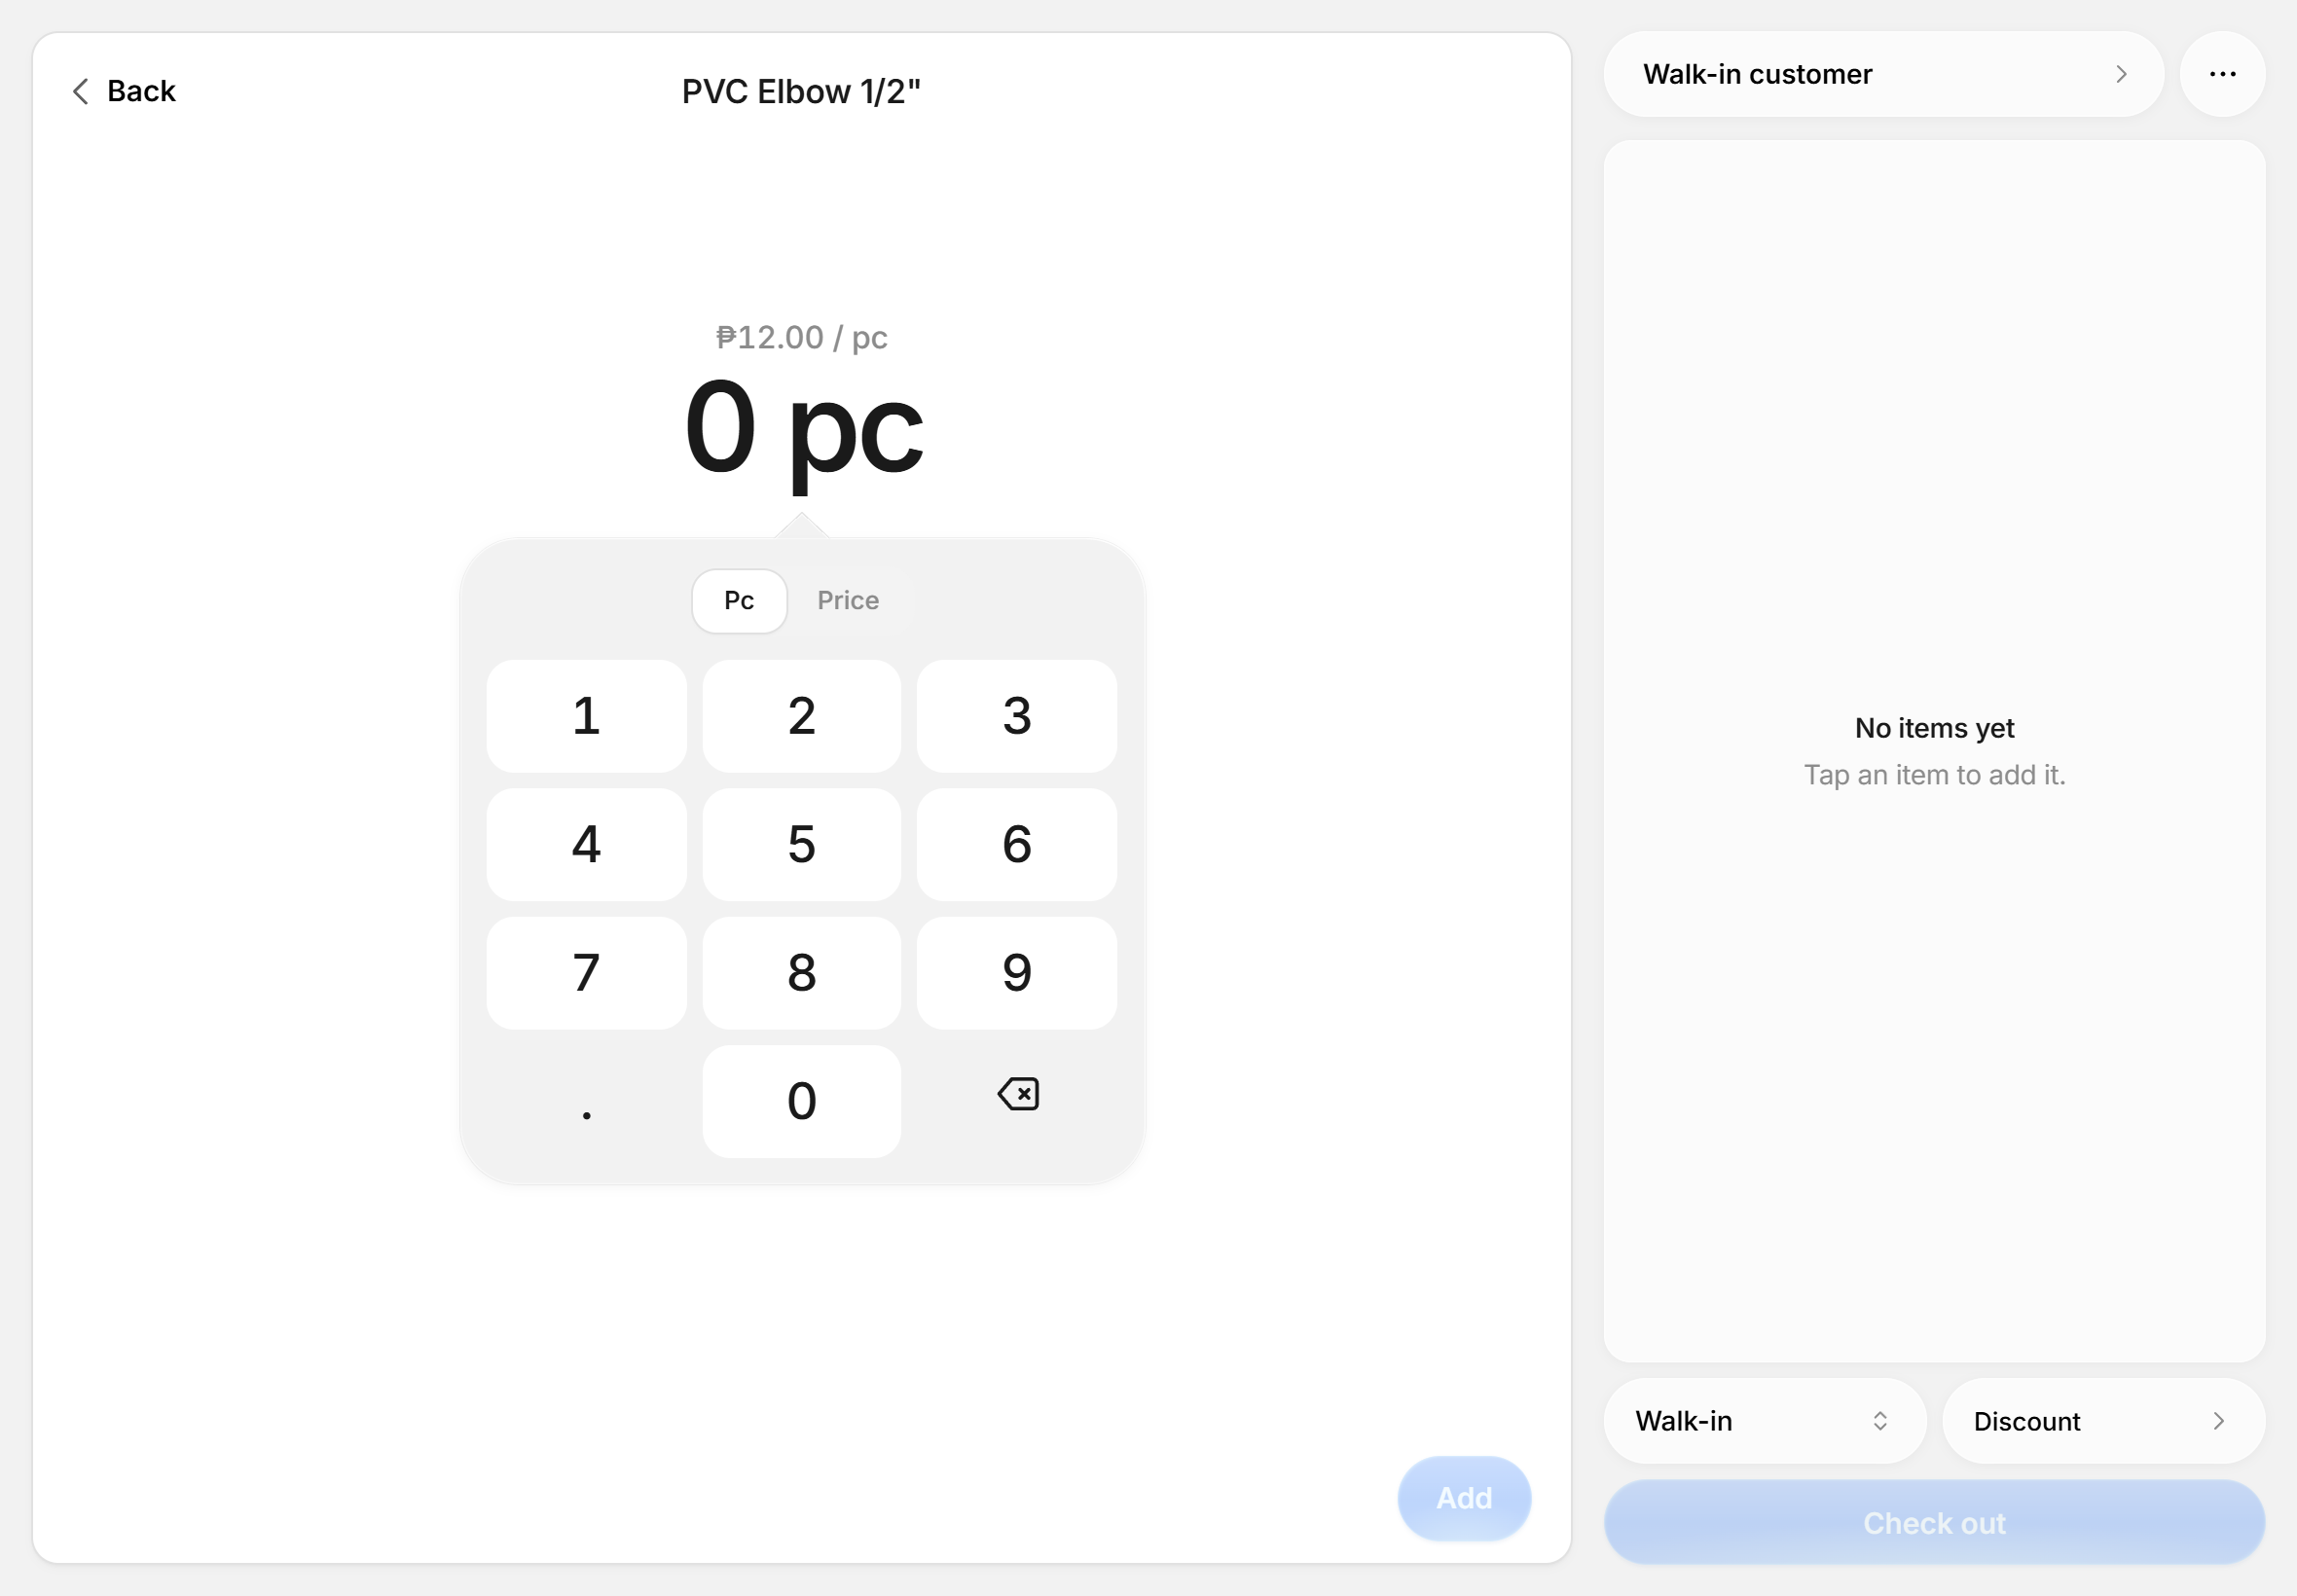 Back
PVC Elbow 1/2"
₱12.00 / pc
0 pc
Pc Price
1 2 3
4 5 6
7 8 9
. 0
Walk-in customer
No items yet
Tap an item to add it.
Walk-in
Discount
Add
Check out